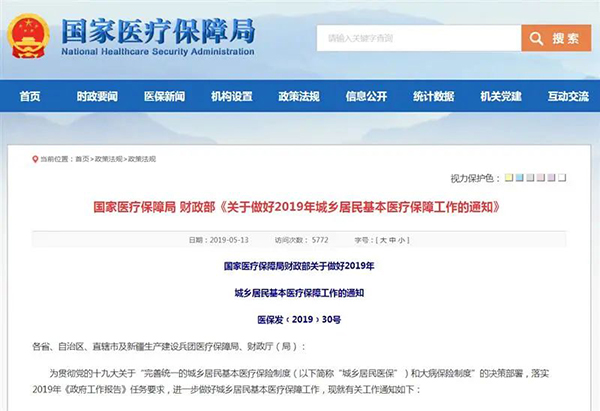 国家医疗保障局
National Healthcare Security Administration
请输入关键字查询
搜索
首页 时政要闻 医保新闻 机构设置 政策法规 信息公开 统计数据 机关党建 互动交流
当前位置：首页>政策法规>政策法规
视力保护色：
国家医疗保障局 财政部《关于做好2019年城乡居民基本医疗保障工作的通知》
日期：2019-05-13 访问次数：5772 字号：[ 大 中 小 ]
国家医疗保障局财政部关于做好2019年
城乡居民基本医疗保障工作的通知
医保发﹝2019﹞30号
各省、自治区、直辖市及新疆生产建设兵团医疗保障局、财政厅（局）：
为贯彻党的十九大关于“完善统一的城乡居民基本医疗保险制度（以下简称“城乡居民医保”）和大病保险制度”的决策部署，落实
2019年《政府工作报告》任务要求，进一步做好城乡居民基本医疗保障工作，现就有关工作通知如下：